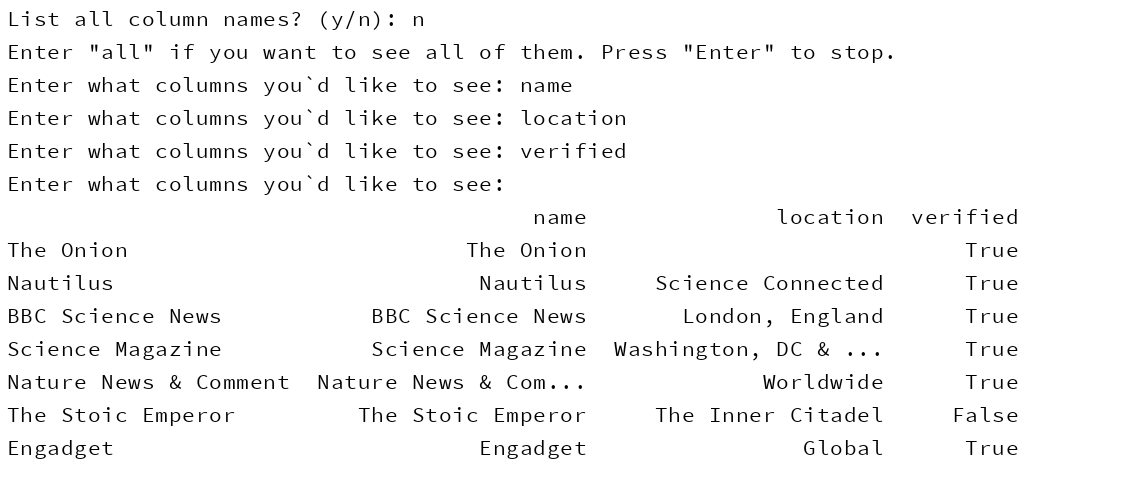 List all column names? (y/n): n
Enter "all" if you want to see all of them. Press "Enter" to stop.
Enter what columns you`d like to see: name
Enter what columns you`d like to see: location
Enter what columns you`d like to see: verified
Enter what columns you`d like to see:
name location verified
The Onion The Onion True
Nautilus Nautilus Science Connected True
BBC Science News BBC Science News London, England True
Science Magazine Science Magazine Washington, DC & ... True
Nature News & Comment Nature News & Com... Worldwide True
The Stoic Emperor The Stoic Emperor The Inner Citadel False
Engadget Engadget Global True